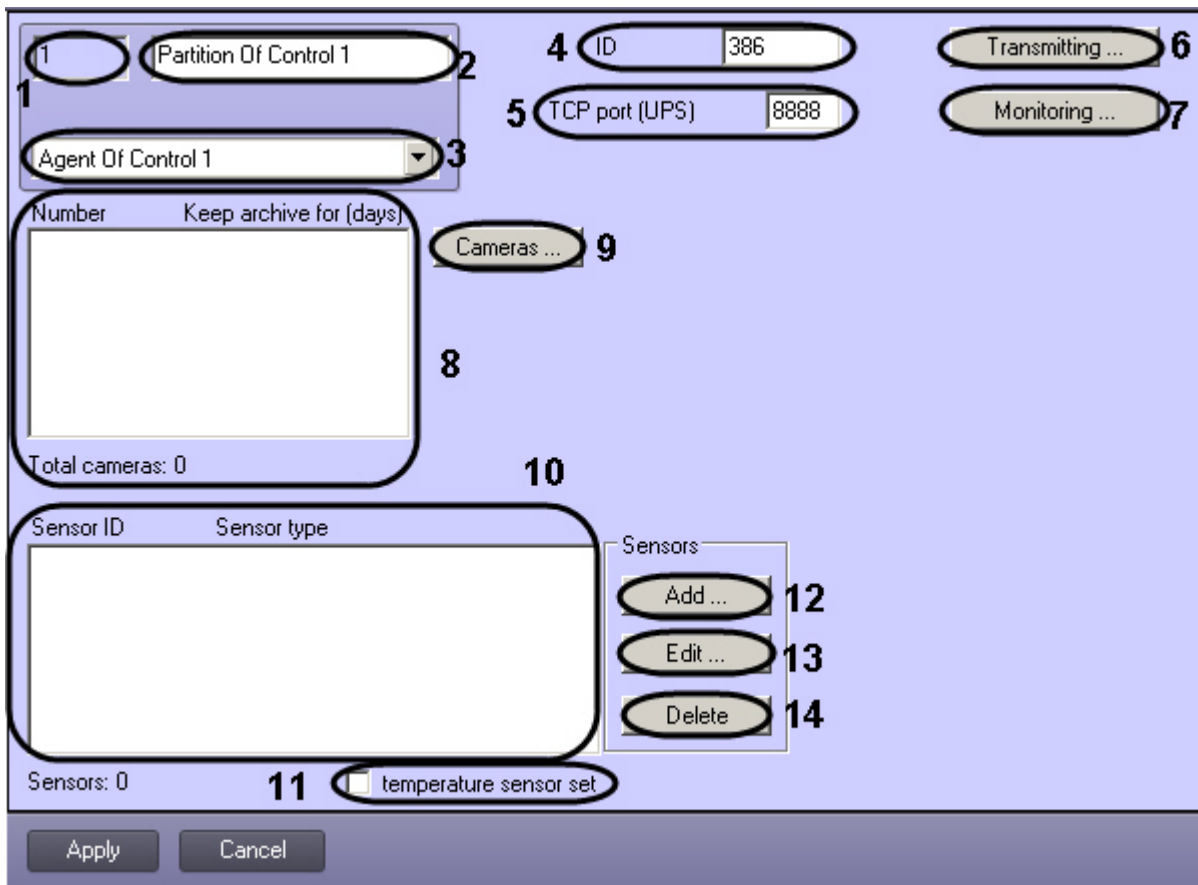 1 Partition Of Control 1 2 4 ID 386 Transmitting ... 6
1 5 TCP port (UPS) 8888 Monitoring ... 7
Agent Of Control 1 3
Number Keep archive for (days)
Cameras ... 9
8
Total cameras: 0
10
Sensor ID Sensor type
Sensors
Add ... 12
Edit ... 13
Delete 14
Sensors: 0 11 temperature sensor set
Apply Cancel